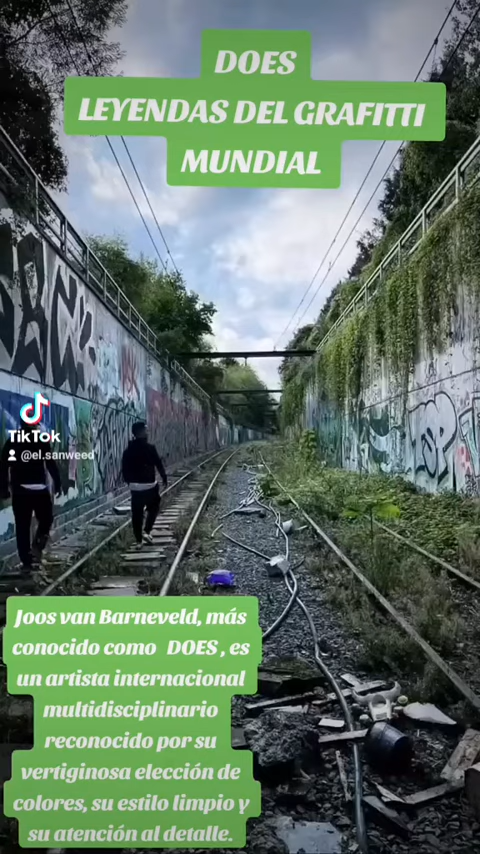 DOES
LEYENDAS DEL GRAFITTI
MUNDIAL
TikTok
@el.sanweed
Joos van Barneveld, más
conocido como DOES , es
un artista internacional
multidisciplinario
reconocido por su
vertiginosa elección de
colores, su estilo limpio y
su atención al detalle.